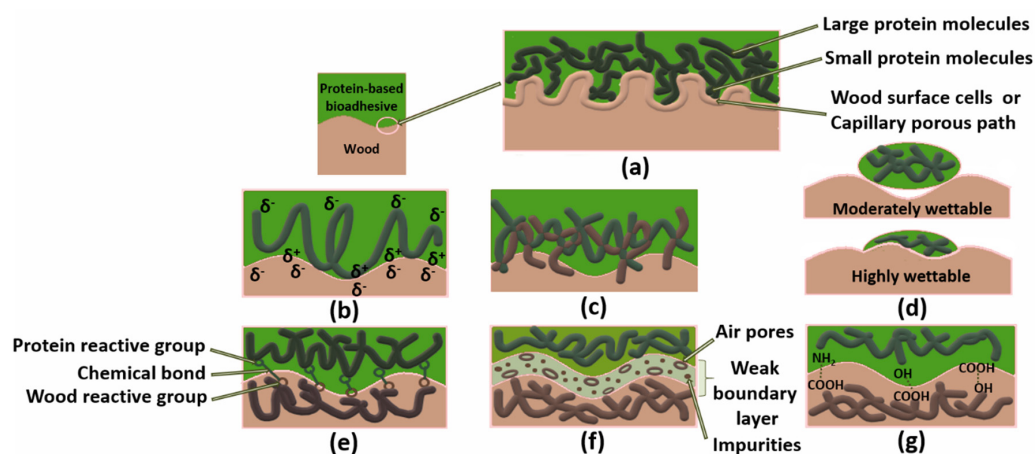 Large protein molecules
Small protein molecules
Wood surface cells or
Capillary porous path
Protein-based
bioadhesive
Wood
(a)
Moderately wettable
Highly wettable
(d)
δ- δ- δ- δ-
δ+ δ+ δ+
δ- δ- δ+ δ- δ-
δ-
(b)
(c)
Protein reactive group
Chemical bond
Wood reactive group
(e)
Air pores
Weak
boundary
layer
Impurities
(f)
NH2
COOH
OH
COOH
COOH
OH
(g)